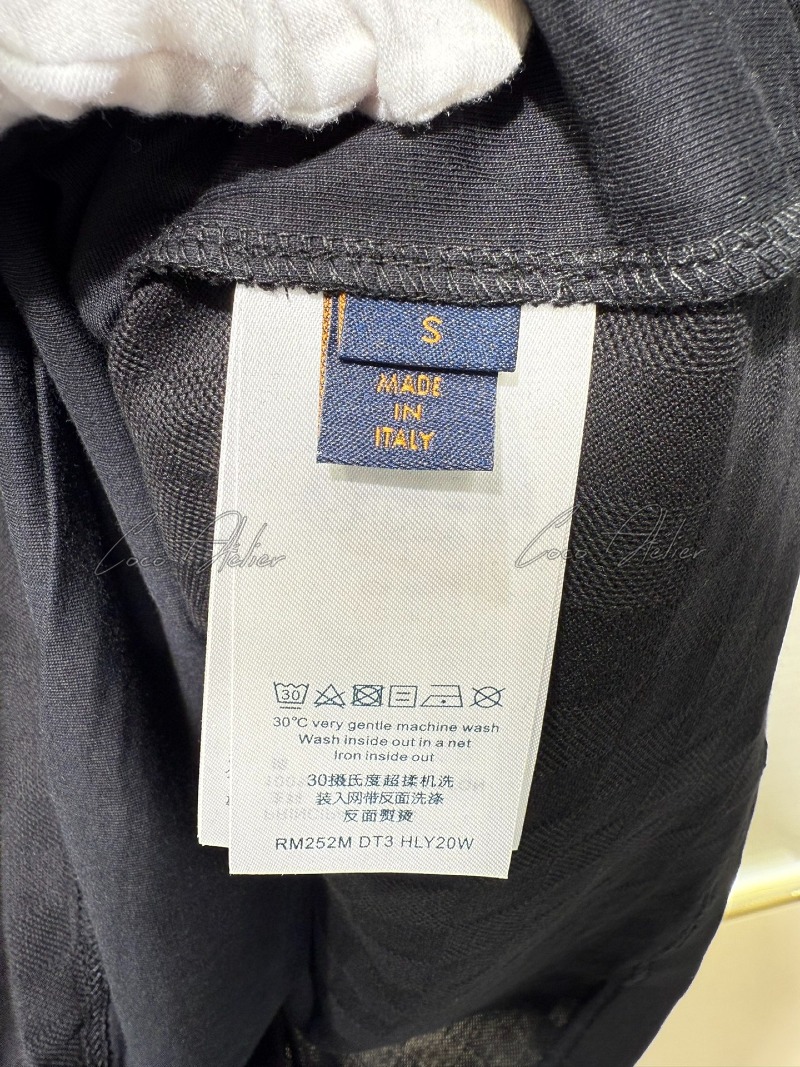 S
MADE
IN
ITALY
Coco Atelier
Coco Atelier
30
30°C very gentle machine wash
Wash inside out in a net
Iron inside out
30摄氏度超揉机洗
装入网带反面洗涤
反面熨烫
RM252M DT3 HLY20W